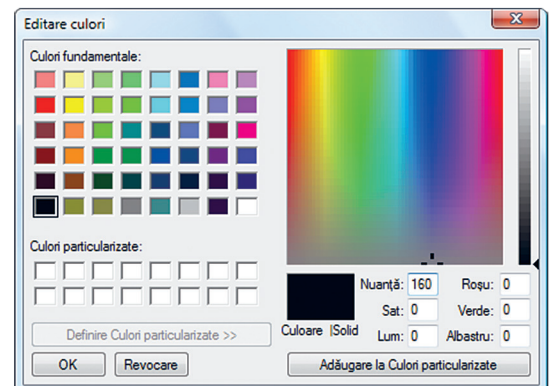 Editare culori
Culori fundamentale:
Culori particularizate:
Definire Culori particularizate >>
OK
Revocare
Culoare |Solid
Nuanță: 160
Sat: 0
Lum: 0
Roșu: 0
Verde: 0
Albastru: 0
Adăugare la Culori particularizate